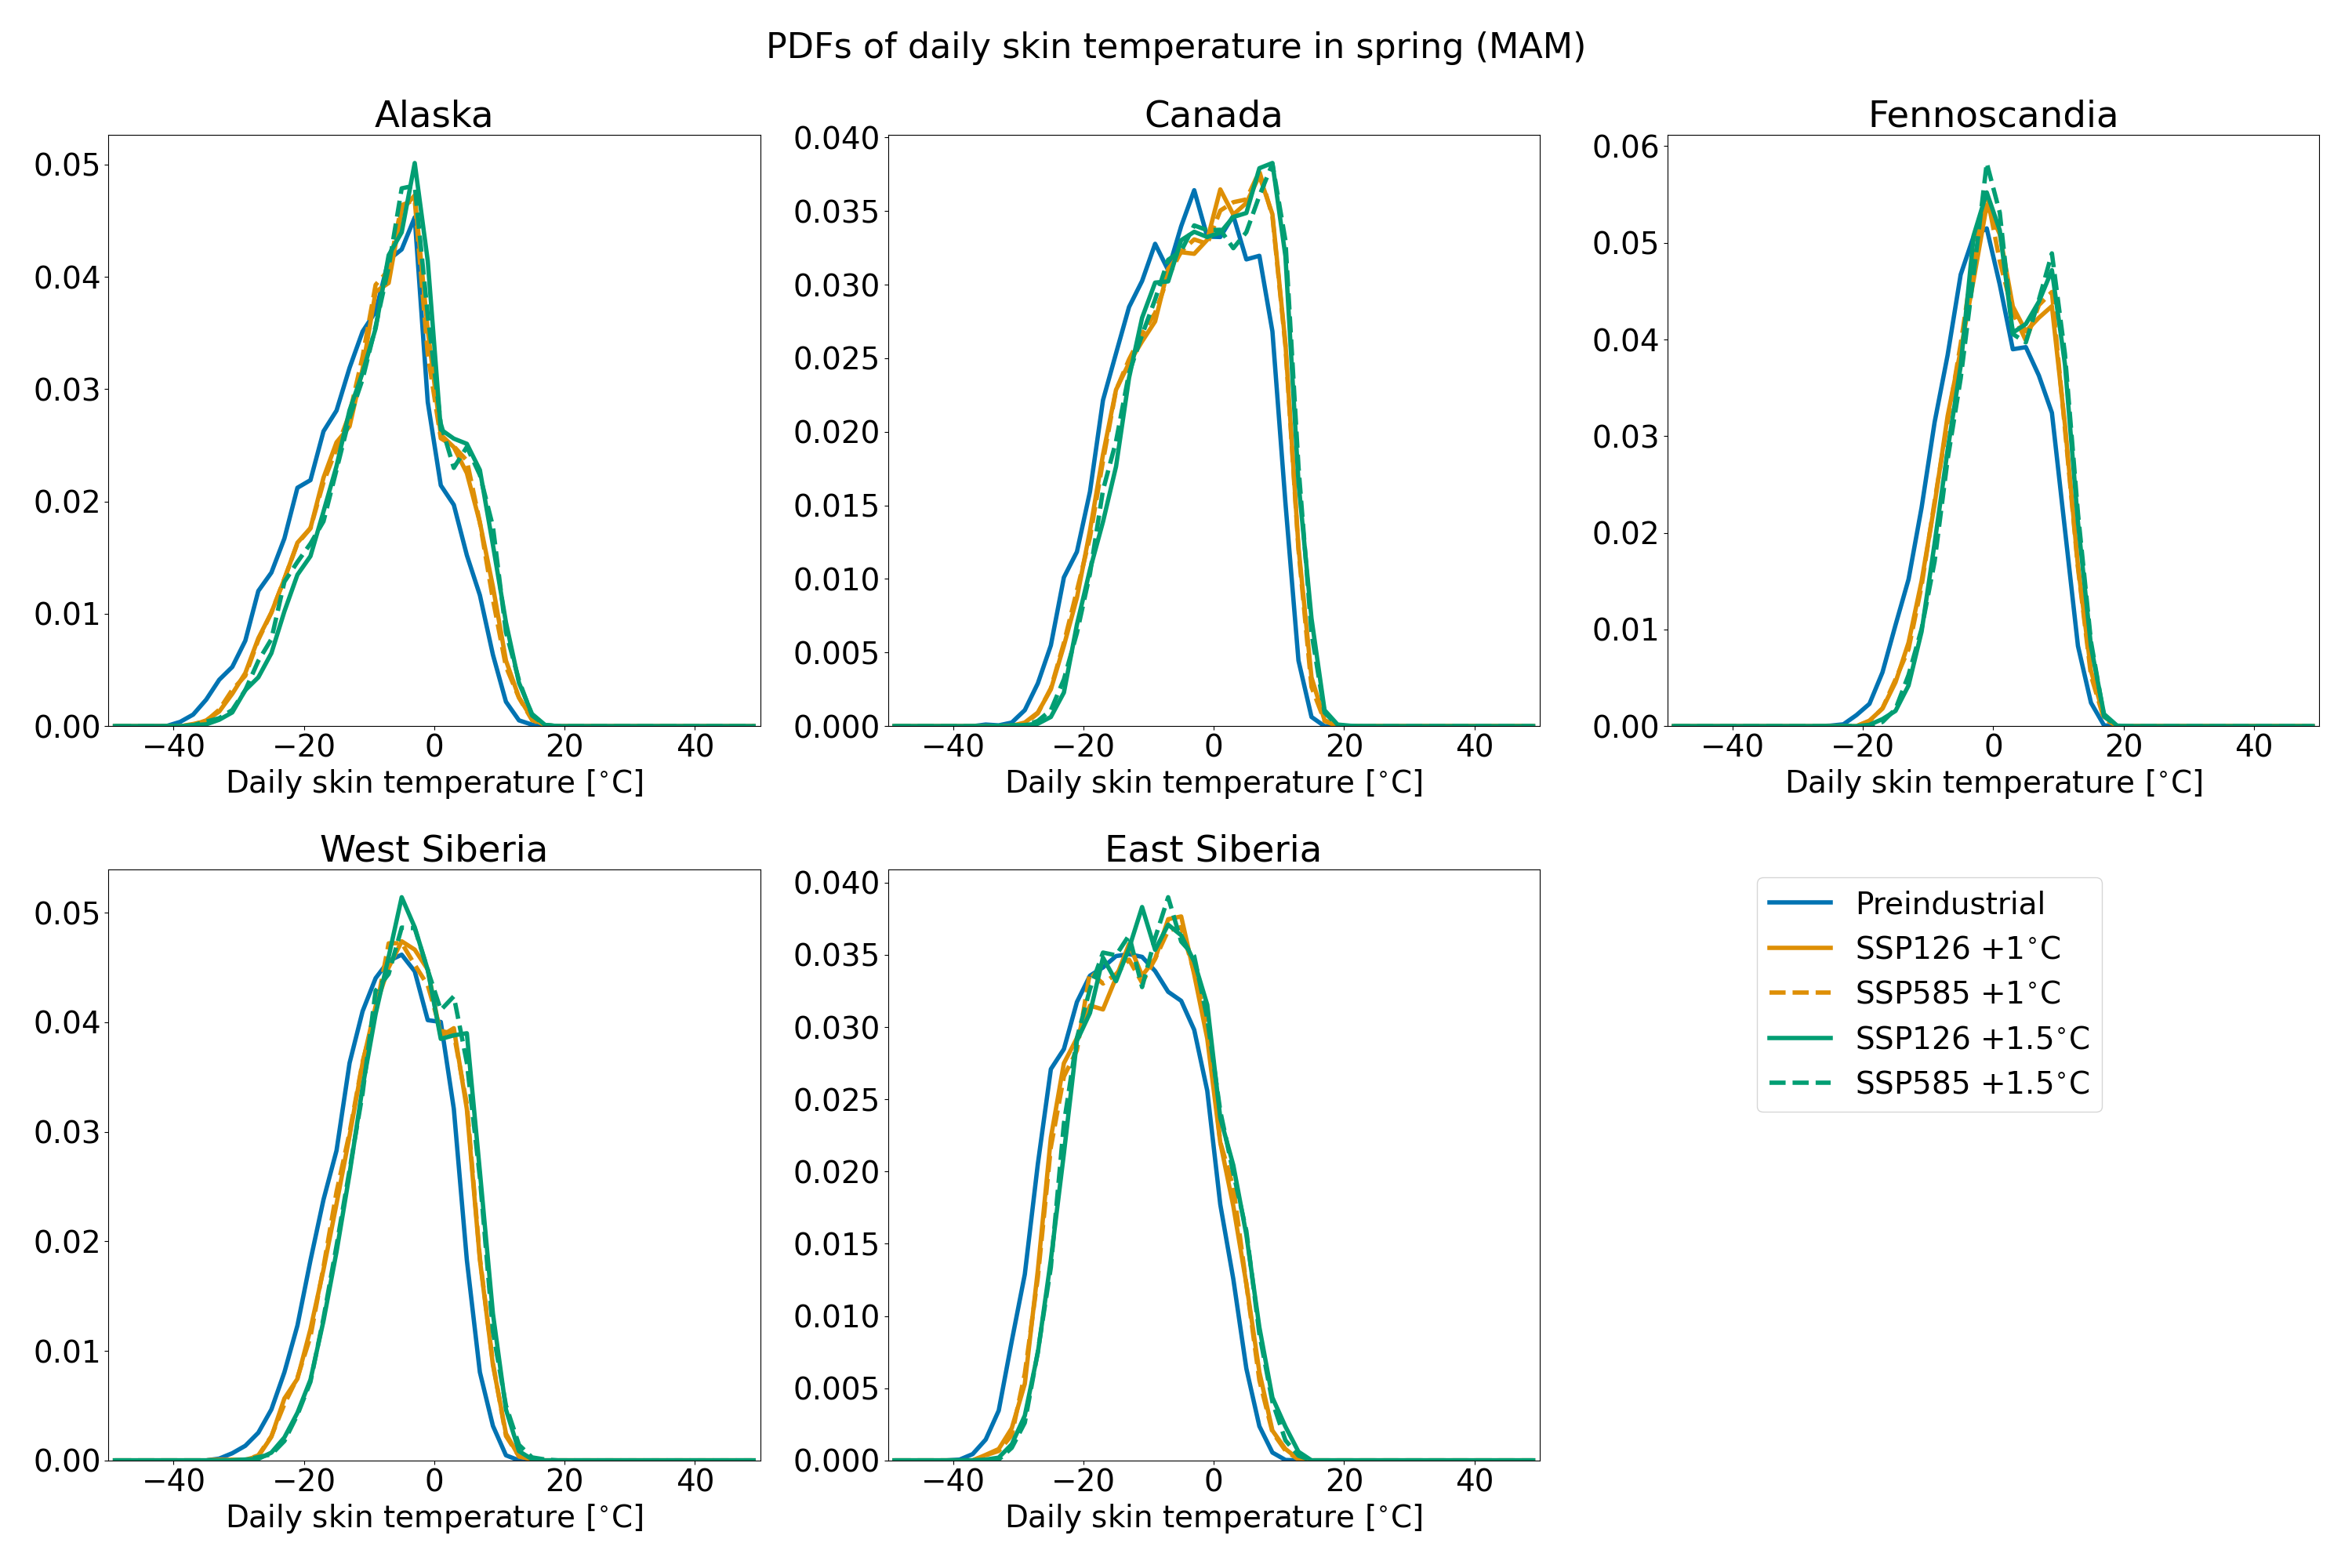 PDFs of daily skin temperature in spring (MAM)
Alaska
0.05
0.04
0.03
0.02
0.01
0.00
−40 −20 0 20 40
Daily skin temperature [°C]
Canada
0.040
0.035
0.030
0.025
0.020
0.015
0.010
0.005
0.000
−40 −20 0 20 40
Daily skin temperature [°C]
Fennoscandia
0.06
0.05
0.04
0.03
0.02
0.01
0.00
−40 −20 0 20 40
Daily skin temperature [°C]
West Siberia
0.05
0.04
0.03
0.02
0.01
0.00
−40 −20 0 20 40
Daily skin temperature [°C]
East Siberia
0.040
0.035
0.030
0.025
0.020
0.015
0.010
0.005
0.000
−40 −20 0 20 40
Daily skin temperature [°C]
Preindustrial
SSP126 +1°C
SSP585 +1°C
SSP126 +1.5°C
SSP585 +1.5°C